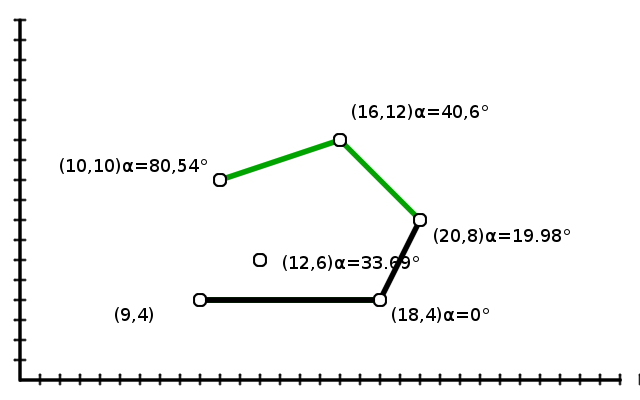 (16,12)α=40,6°
(10,10)α=80,54°
(20,8)α=19.98°
(12,6)α=33.69°
(9,4)
(18,4)α=0°